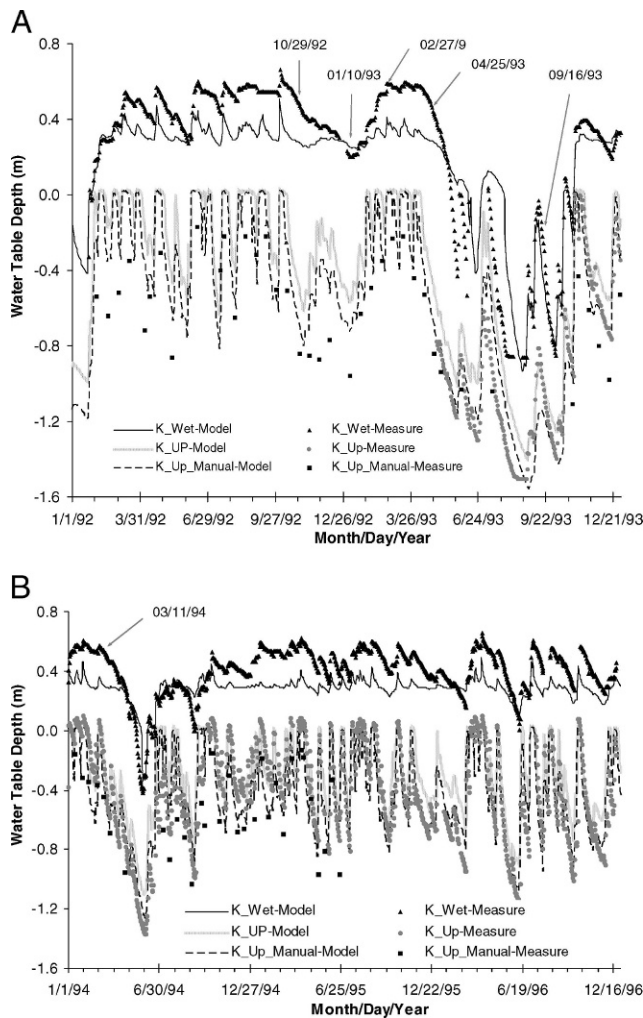 A
0.8
10/29/92
02/27/9
01/10/93
04/25/93
09/16/93
0.4
0.0
-0.4
-0.8
-1.2
-1.6
Water Table Depth (m)
K_Wet-Model
K_Wet-Measure
K_UP-Model
K_Up-Measure
K_Up_Manual-Model
K_Up_Manual-Measure
1/1/92 3/31/92 6/29/92 9/27/92 12/26/92 3/26/93 6/24/93 9/22/93 12/21/93
Month/Day/Year
B
0.8
03/11/94
0.4
0.0
-0.4
-0.8
-1.2
-1.6
Water Table Depth (m)
K_Wet-Model
K_Wet-Measure
K_UP-Model
K_Up-Measure
K_Up_Manual-Model
K_Up_Manual-Measure
1/1/94 6/30/94 12/27/94 6/25/95 12/22/95 6/19/96 12/16/96
Month/Day/Year